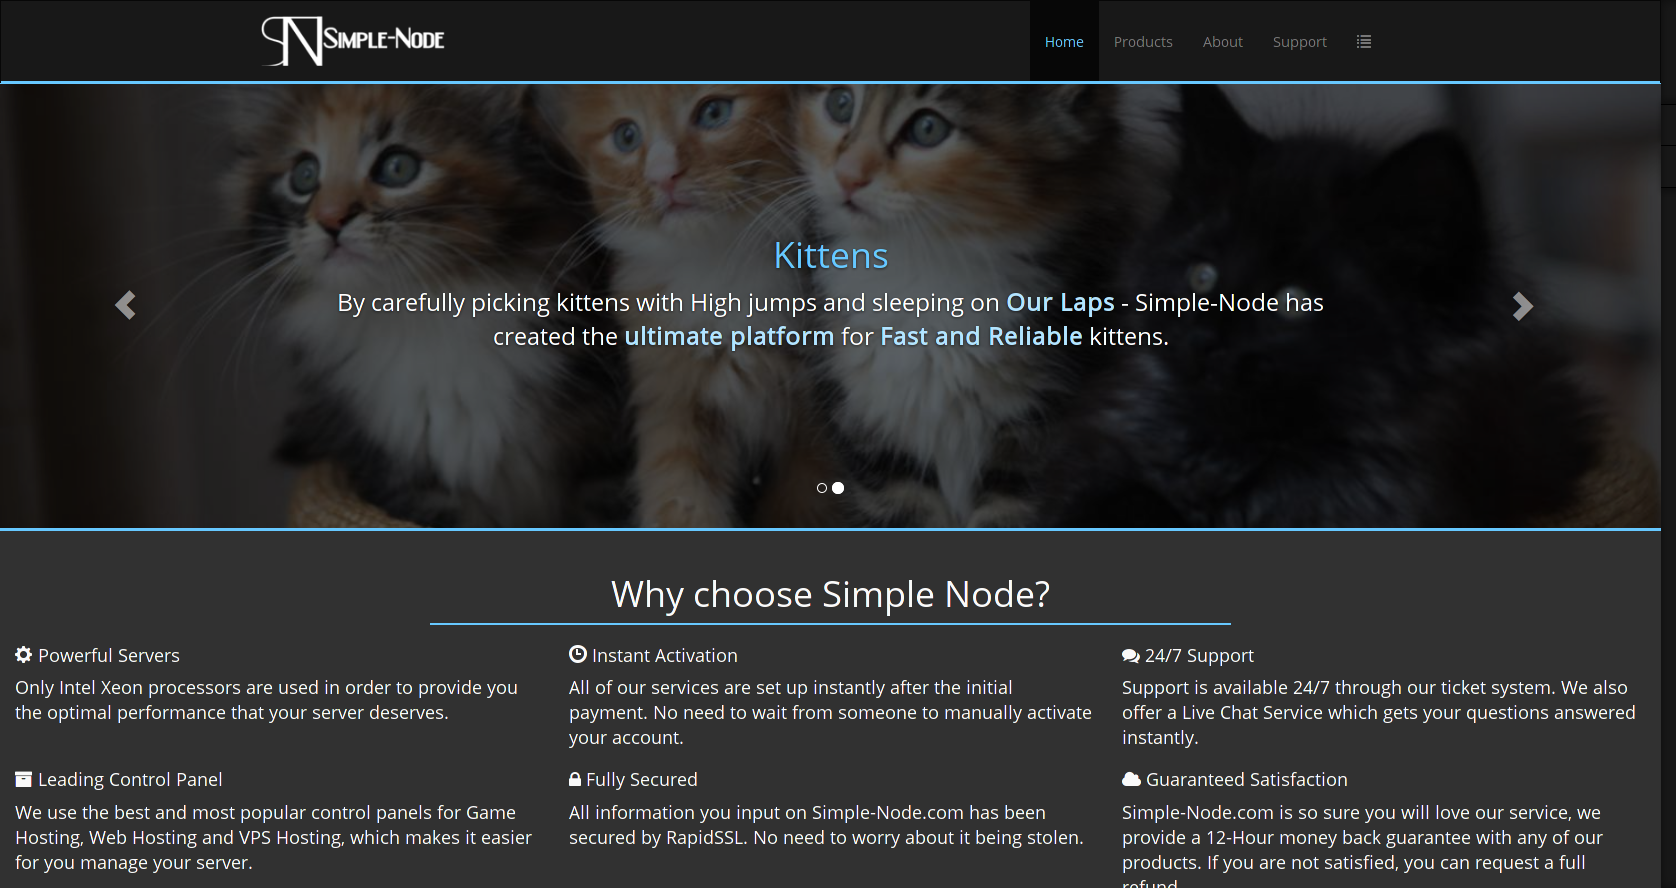 SIMPLE-NODE
Home Products About Support
Kittens
By carefully picking kittens with High jumps and sleeping on Our Laps - Simple-Node has
created the ultimate platform for Fast and Reliable kittens.
Why choose Simple Node?
Powerful Servers
Only Intel Xeon processors are used in order to provide you
the optimal performance that your server deserves.
Instant Activation
All of our services are set up instantly after the initial
payment. No need to wait from someone to manually activate
your account.
24/7 Support
Support is available 24/7 through our ticket system. We also
offer a Live Chat Service which gets your questions answered
instantly.
Leading Control Panel
We use the best and most popular control panels for Game
Hosting, Web Hosting and VPS Hosting, which makes it easier
for you manage your server.
Fully Secured
All information you input on Simple-Node.com has been
secured by RapidSSL. No need to worry about it being stolen.
Guaranteed Satisfaction
Simple-Node.com is so sure you will love our service, we
provide a 12-Hour money back guarantee with any of our
products. If you are not satisfied, you can request a full
refund